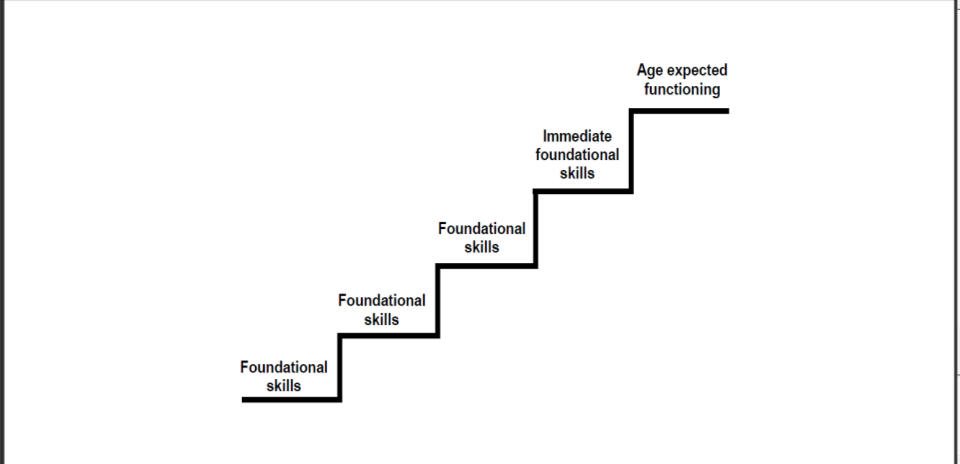 Age expected
functioning
Immediate
foundational
skills
Foundational
skills
Foundational
skills
Foundational
skills